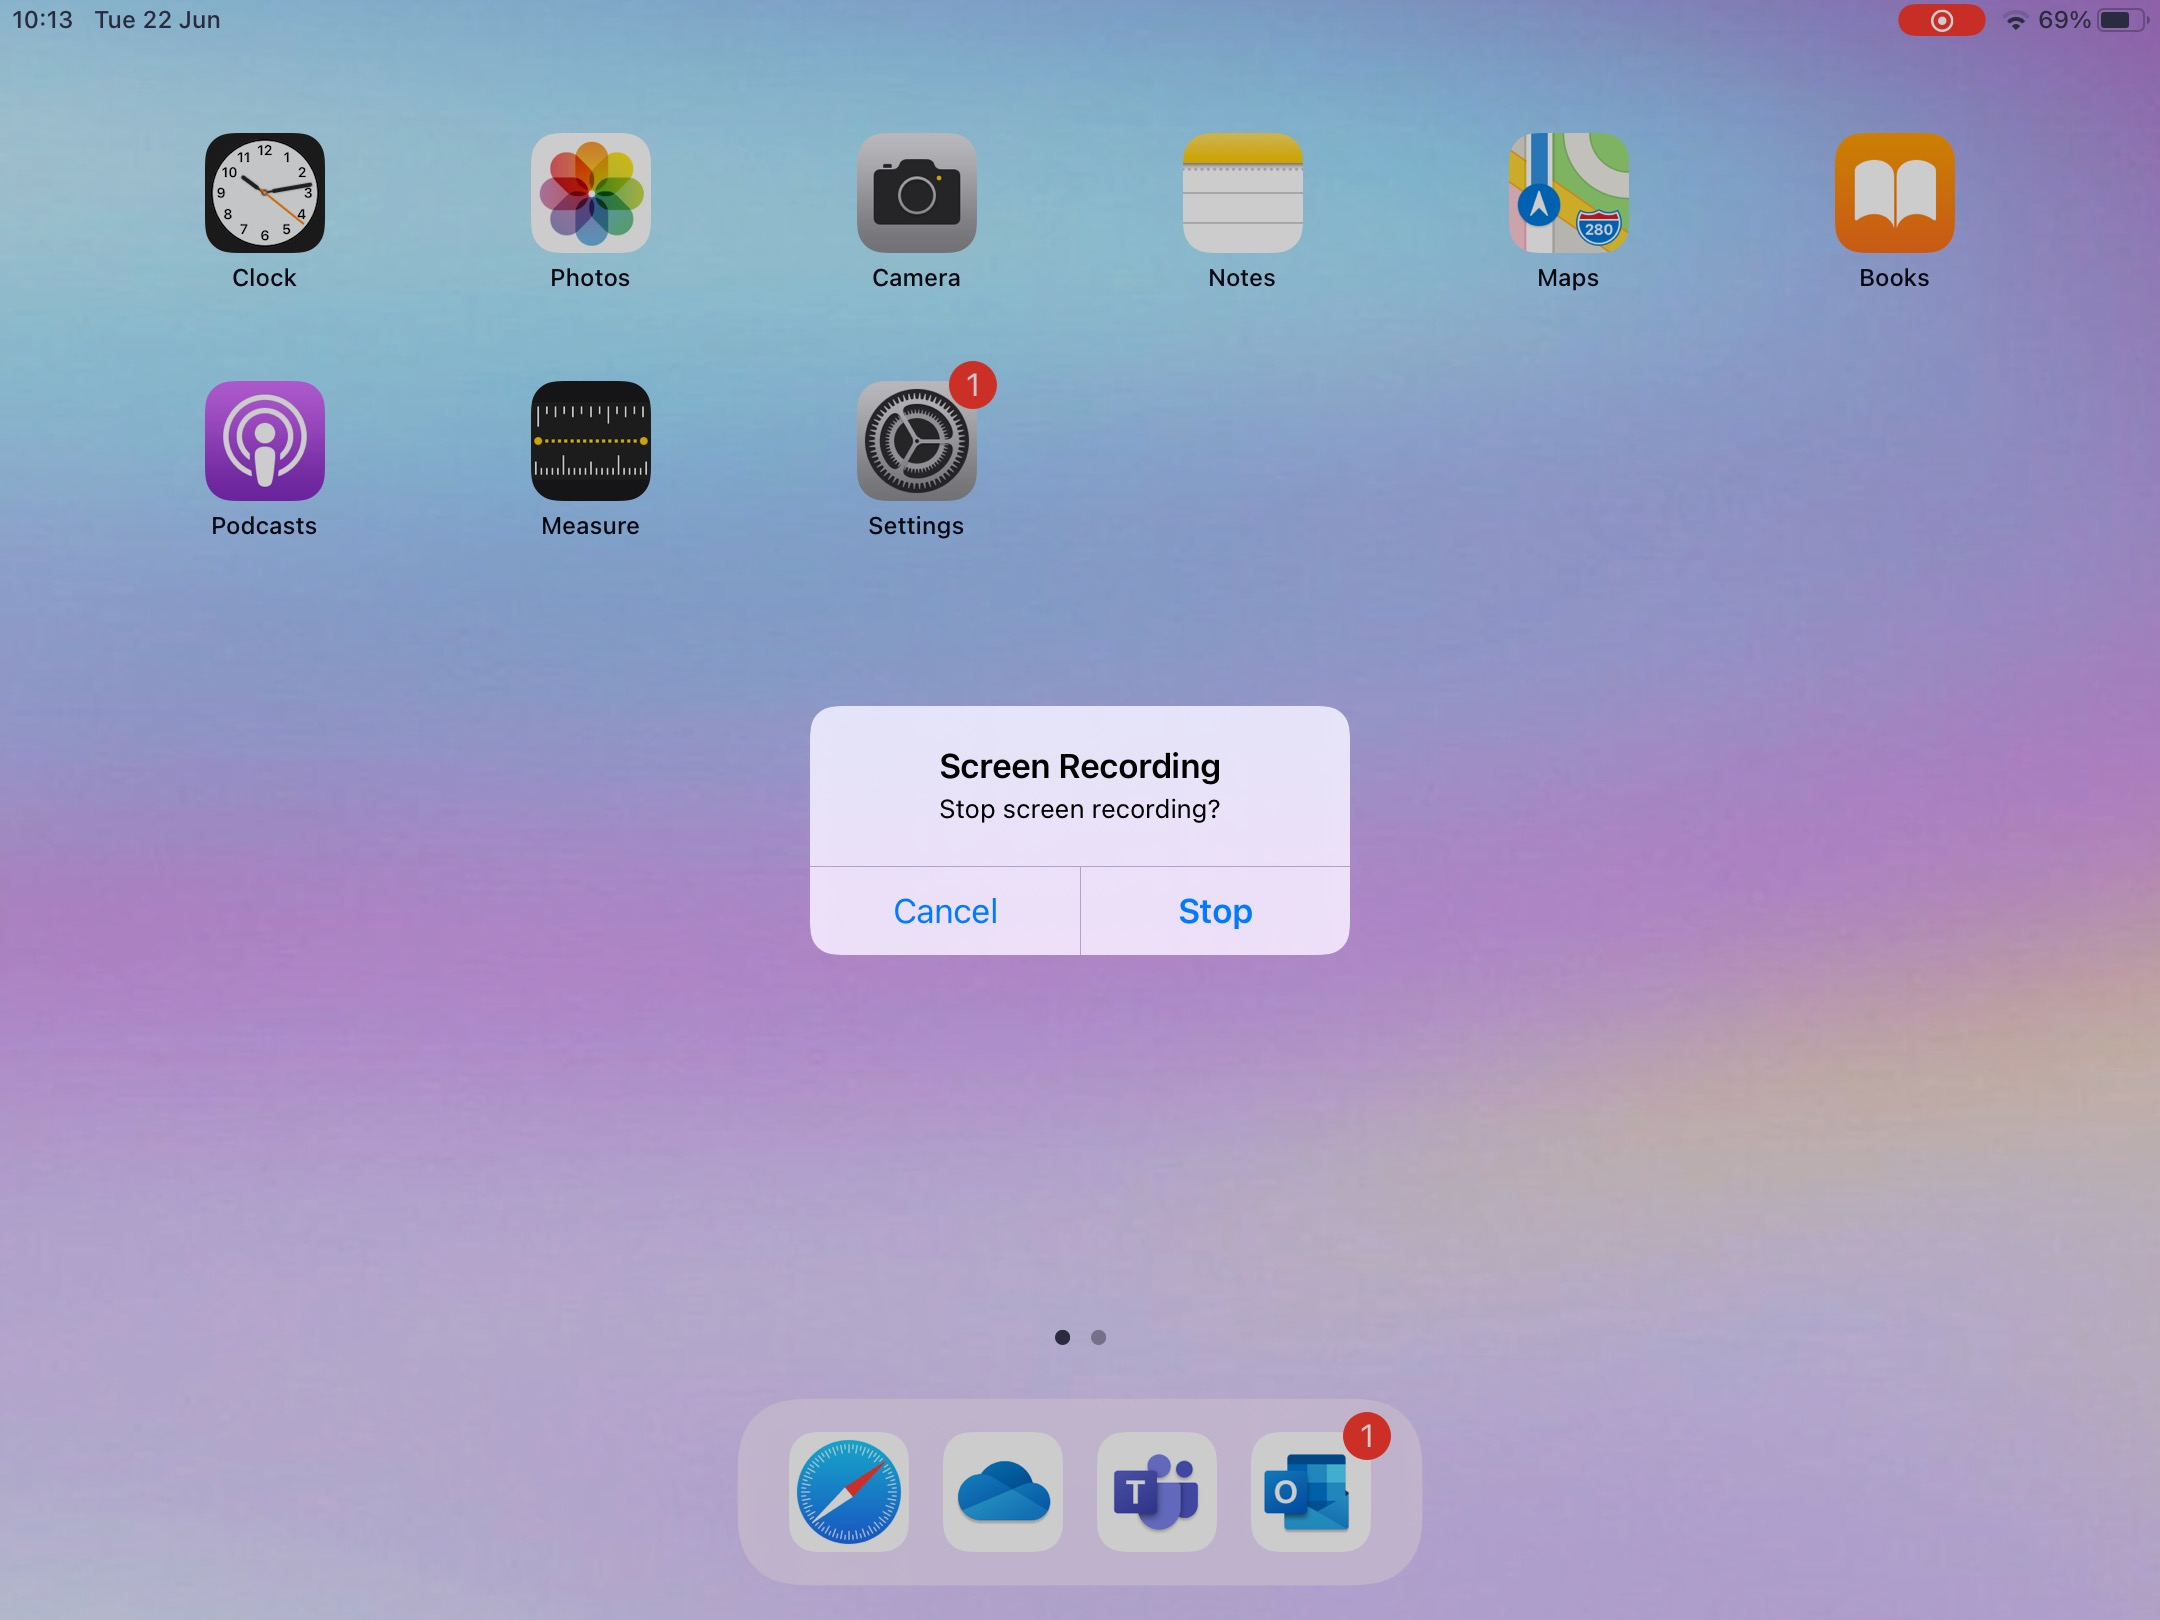 10:13 Tue 22 Jun 69%
12
11 1
10 2
9 3
8 4
7 5
6
280
Clock Photos Camera Notes Maps Books
1
Podcasts Measure Settings
Screen Recording
Stop screen recording?
Cancel Stop
1
T O